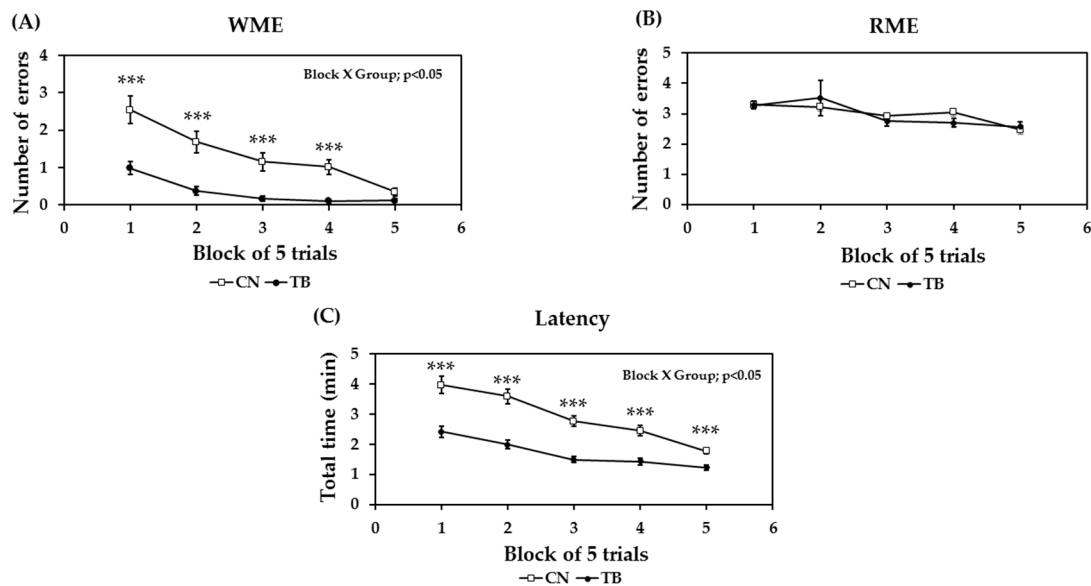 (A)
WME
Number of errors
4
3
2
1
0
***
***
***
***
Block X Group; p<0.05
0 1 2 3 4 5 6
Block of 5 trials
CN TB
(B)
RME
Number of errors
5
4
3
2
1
0
0 1 2 3 4 5 6
Block of 5 trials
CN TB
(C)
Latency
Total time (min)
5
4
3
2
1
0
***
***
***
***
***
Block X Group; p<0.05
0 1 2 3 4 5 6
Block of 5 trials
CN TB